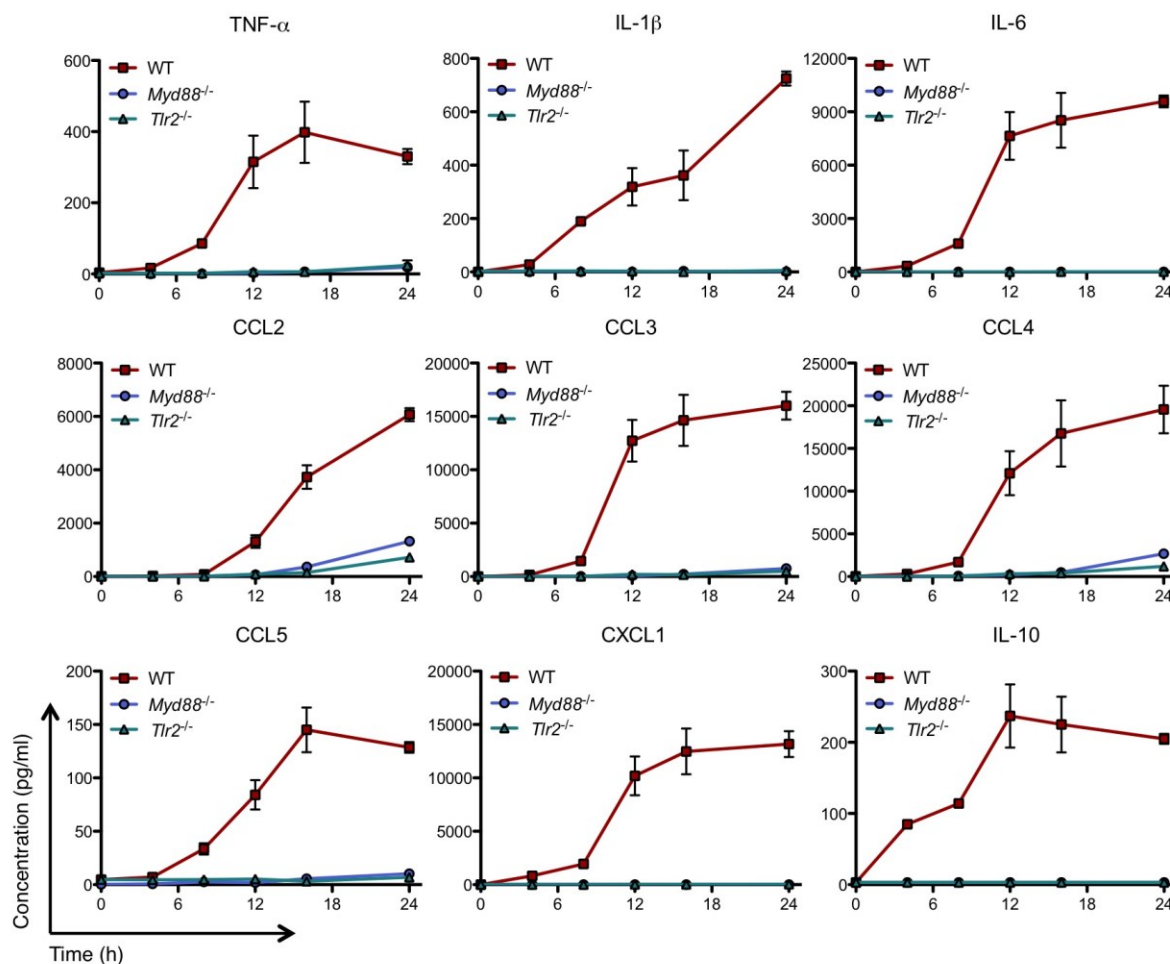 TNF-α
600
400
200
0
0 6 12 18 24
WT
Myd88-/-
Tlr2-/-
IL-1β
800
600
400
200
0
0 6 12 18 24
WT
Myd88-/-
Tlr2-/-
IL-6
12000
9000
6000
3000
0
0 6 12 18 24
WT
Myd88-/-
Tlr2-/-
CCL2
8000
6000
4000
2000
0
0 6 12 18 24
WT
Myd88-/-
Tlr2-/-
CCL3
20000
15000
10000
5000
0
0 6 12 18 24
WT
Myd88-/-
Tlr2-/-
CCL4
25000
20000
15000
10000
5000
0
0 6 12 18 24
WT
Myd88-/-
Tlr2-/-
CCL5
200
150
100
50
0
0 6 12 18 24
WT
Myd88-/-
Tlr2-/-
CXCL1
20000
15000
10000
5000
0
0 6 12 18 24
WT
Myd88-/-
Tlr2-/-
IL-10
300
200
100
0
0 6 12 18 24
WT
Myd88-/-
Tlr2-/-
Concentration (pg/ml)
Time (h)